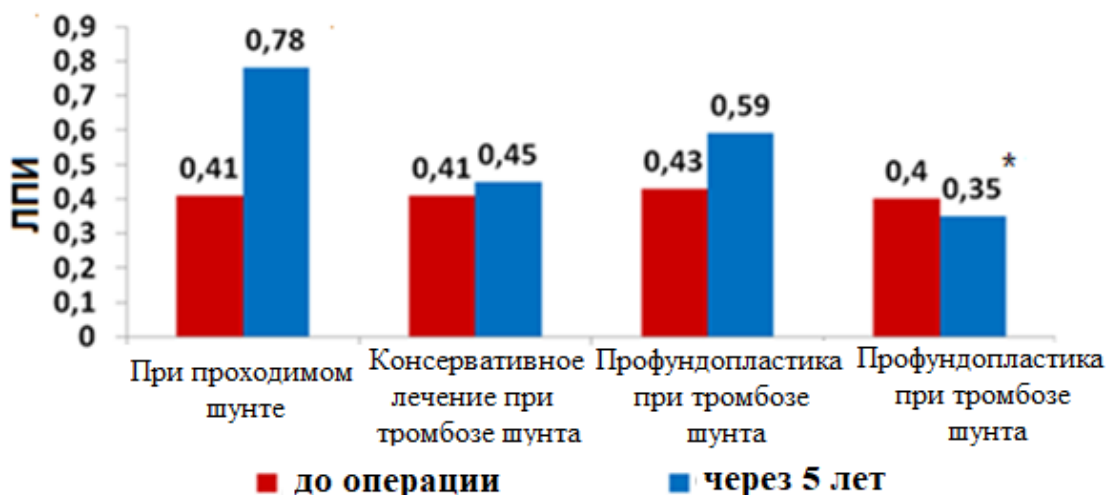 0,9
0,8
0,7
0,6
0,5
0,4
0,3
0,2
0,1
0
ЛПИ
0,41
0,78
0,41
0,45
0,43
0,59
0,4
0,35 *
При проходимом
шунте
Консервативное
лечение при
тромбозе шунта
Профундопластика
при тромбозе
шунта
Профундопластика
при тромбозе
шунта
до операции
через 5 лет